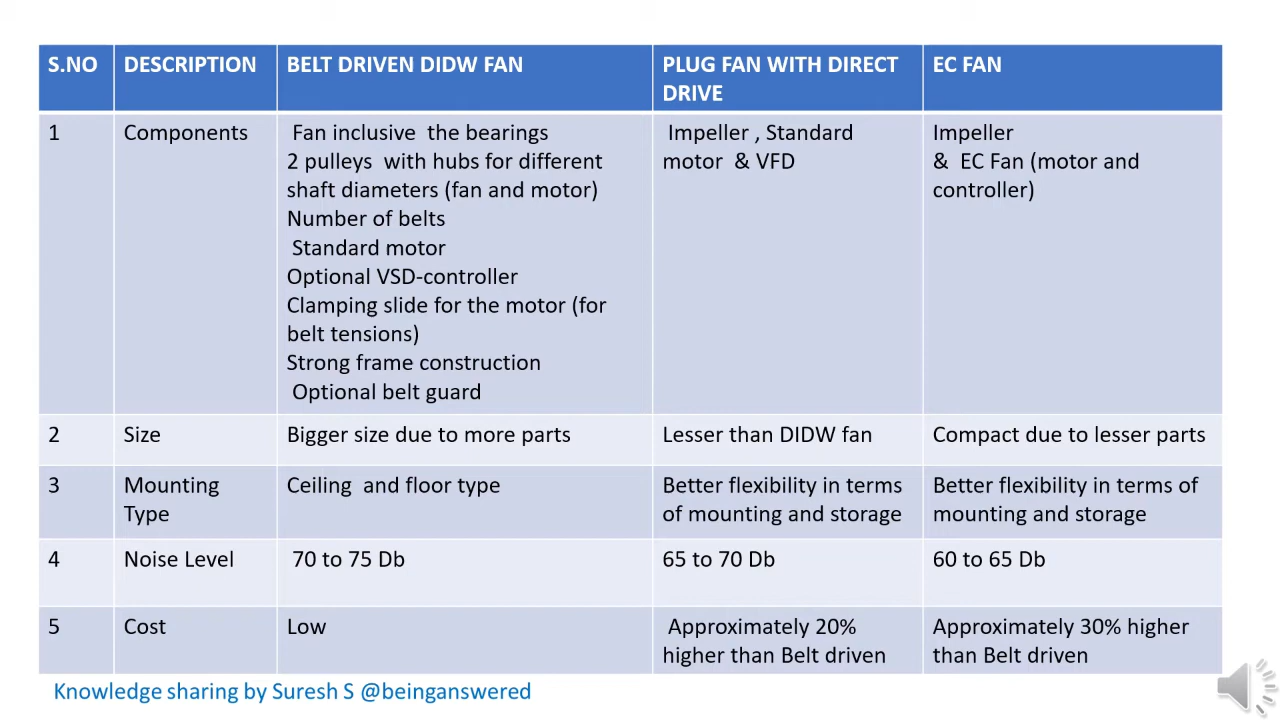 S.NO
DESCRIPTION
BELT DRIVEN DIDW FAN
PLUG FAN WITH DIRECT
DRIVE
EC FAN
1
Components
Fan inclusive the bearings
2 pulleys with hubs for different
shaft diameters (fan and motor)
Number of belts
Standard motor
Optional VSD-controller
Clamping slide for the motor (for
belt tensions)
Strong frame construction
Optional belt guard
Impeller , Standard
motor & VFD
Impeller
& EC Fan (motor and
controller)
2
Size
Bigger size due to more parts
Lesser than DIDW fan
Compact due to lesser parts
3
Mounting
Type
Ceiling and floor type
Better flexibility in terms
of mounting and storage
Better flexibility in terms of
mounting and storage
4
Noise Level
70 to 75 Db
65 to 70 Db
60 to 65 Db
5
Cost
Low
Approximately 20%
higher than Belt driven
Approximately 30% higher
than Belt driven
Knowledge sharing by Suresh S @beinganswered